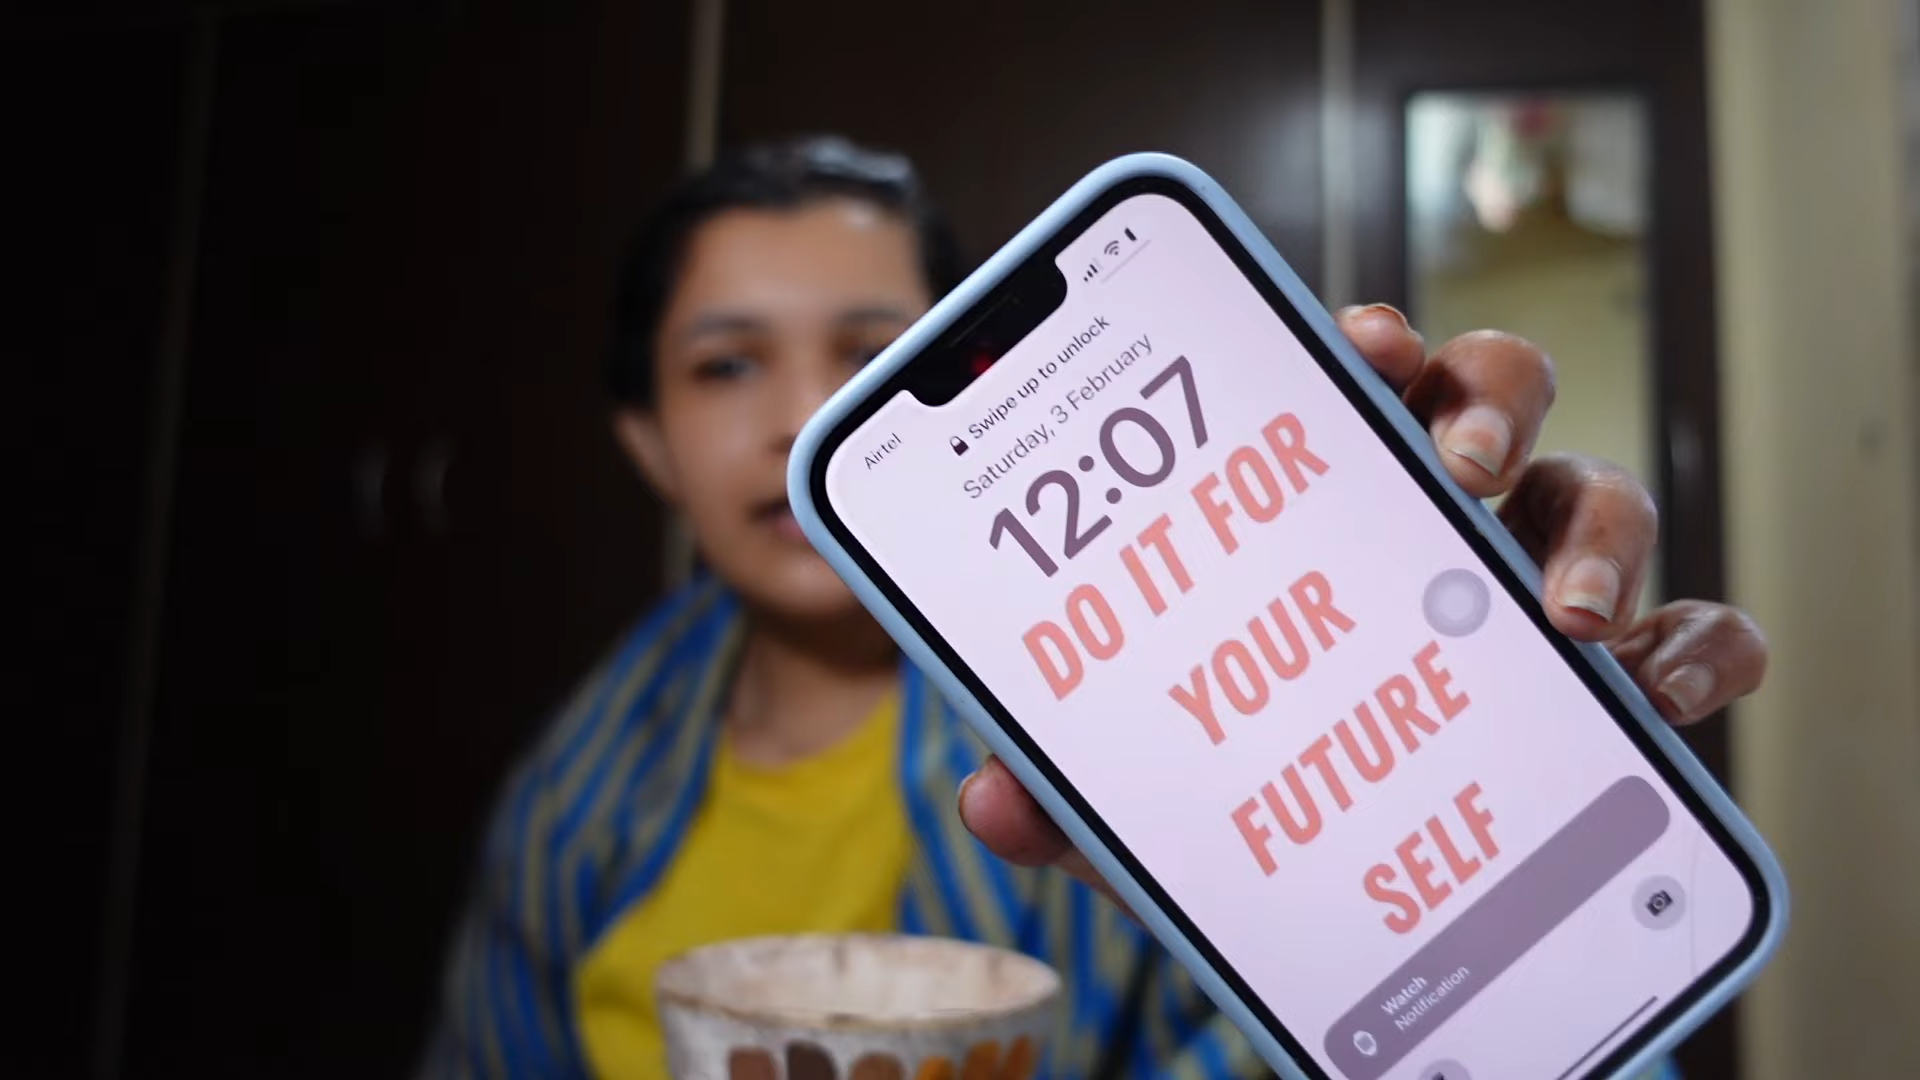 Airtel
Swipe up to unlock
Saturday, 3 February
12:07
DO IT FOR
YOUR
FUTURE
SELF
Watch
Notification